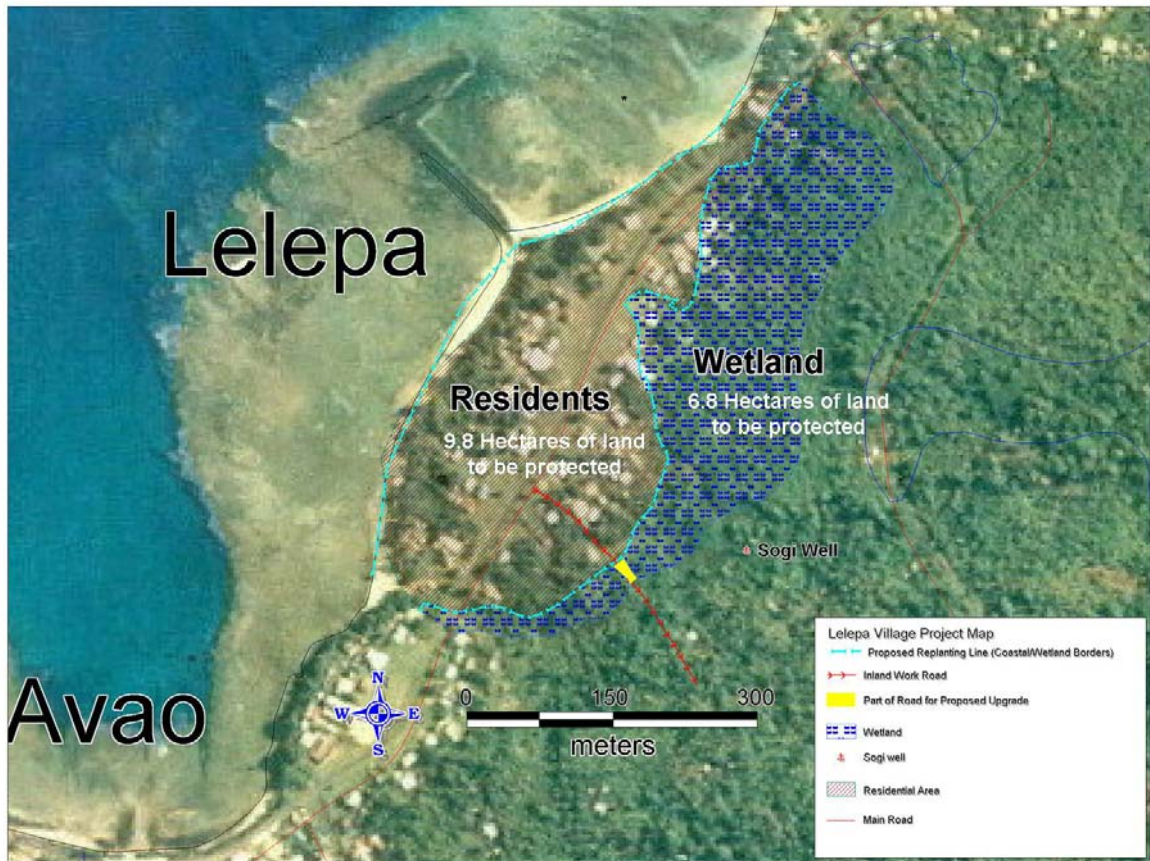 Lelepa
Wetland
6.8 Hectares of land
to be protected
Residents
9.8 Hectares of land
to be protected
Sogi Well
Avao
N
W E
S
0 150 300
meters
Lelepa Village Project Map
Proposed Replanting Line (Coastal/Wetland Borders)
Inland Work Road
Part of Road for Proposed Upgrade
Wetland
Sogi well
Residential Area
Main Road